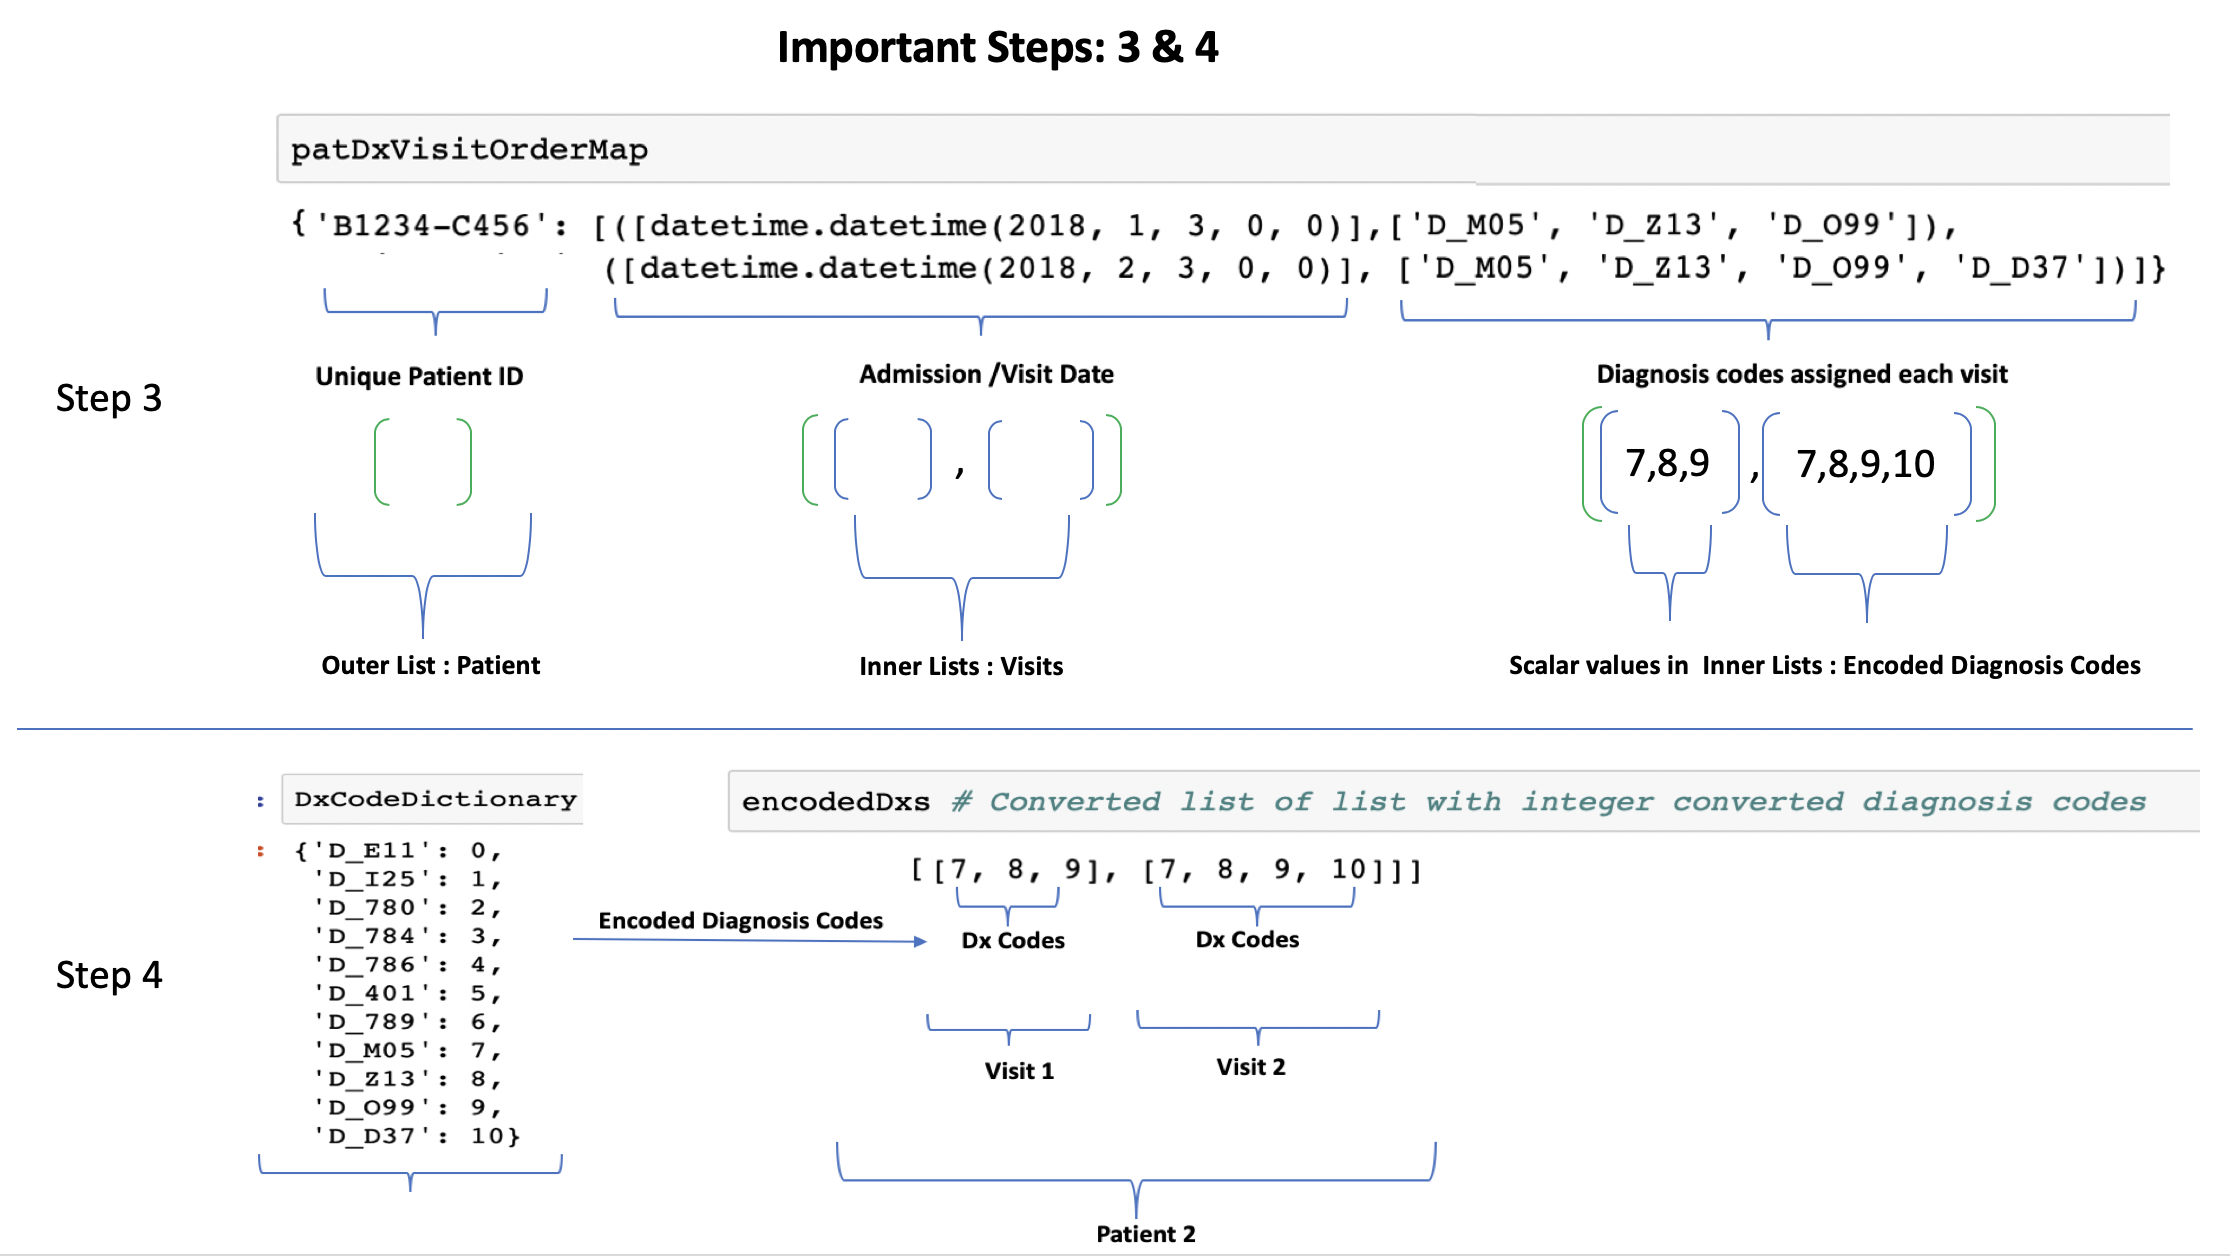 Important Steps: 3 & 4
patDxVisitOrderMap
{'B1234-C456': [([datetime.datetime(2018, 1, 3, 0, 0)],['D_M05', 'D_Z13', 'D_O99']),
([datetime.datetime(2018, 2, 3, 0, 0)], ['D_M05', 'D_Z13', 'D_O99', 'D_D37'])]}
Unique Patient ID
Admission /Visit Date
Diagnosis codes assigned each visit
Step 3
,
7,8,9 , 7,8,9,10
Outer List : Patient
Inner Lists : Visits
Scalar values in Inner Lists : Encoded Diagnosis Codes
: DxCodeDictionary
encodedDxs # Converted list of list with integer converted diagnosis codes
: {'D_E11': 0,
'D_I25': 1,
'D_780': 2,
'D_784': 3,
'D_786': 4,
'D_401': 5,
'D_789': 6,
'D_M05': 7,
'D_Z13': 8,
'D_O99': 9,
'D_D37': 10}
[[7, 8, 9], [7, 8, 9, 10]]]
Encoded Diagnosis Codes
Dx Codes
Dx Codes
Step 4
Visit 1
Visit 2
Patient 2